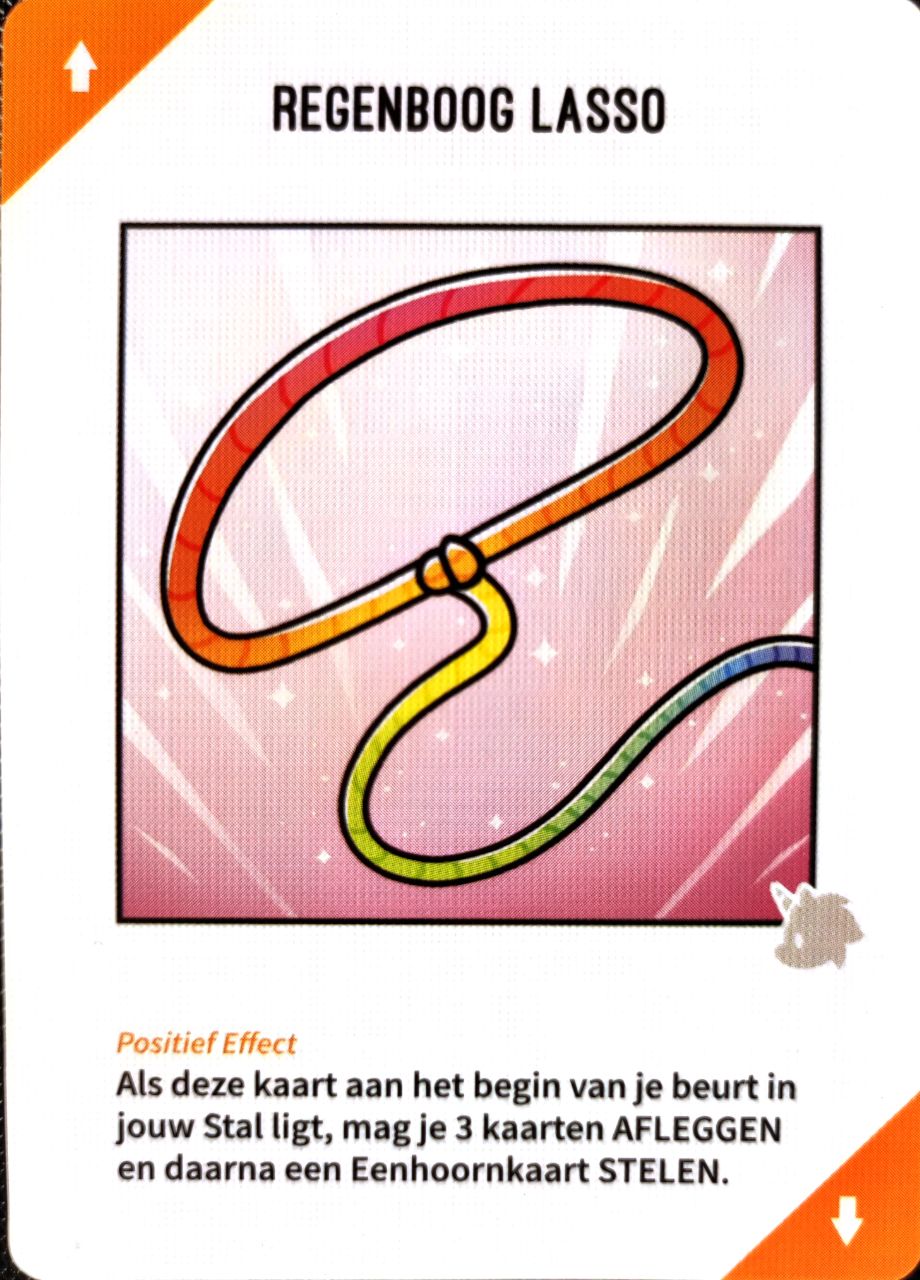 REGENBOOG LASSO
Positief Effect
Als deze kaart aan het begin van je beurt in
jouw Stal ligt, mag je 3 kaarten AFLEGGEN
en daarna een Eenhoornkaart STELEN.